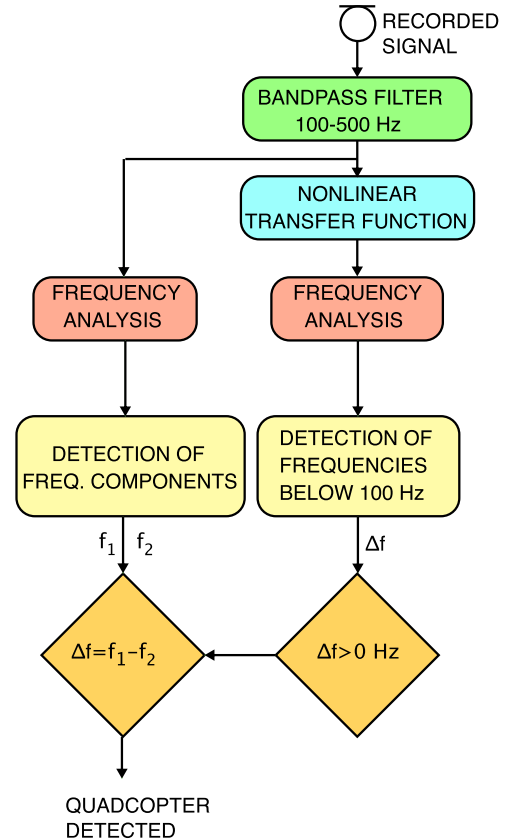 RECORDED
SIGNAL
BANDPASS FILTER
100-500 Hz
NONLINEAR
TRANSFER FUNCTION
FREQUENCY
ANALYSIS
FREQUENCY
ANALYSIS
DETECTION OF
FREQ. COMPONENTS
DETECTION OF
FREQUENCIES
BELOW 100 Hz
f₁ f₂
Δf
Δf=f₁-f₂
Δf>0 Hz
QUADCOPTER
DETECTED